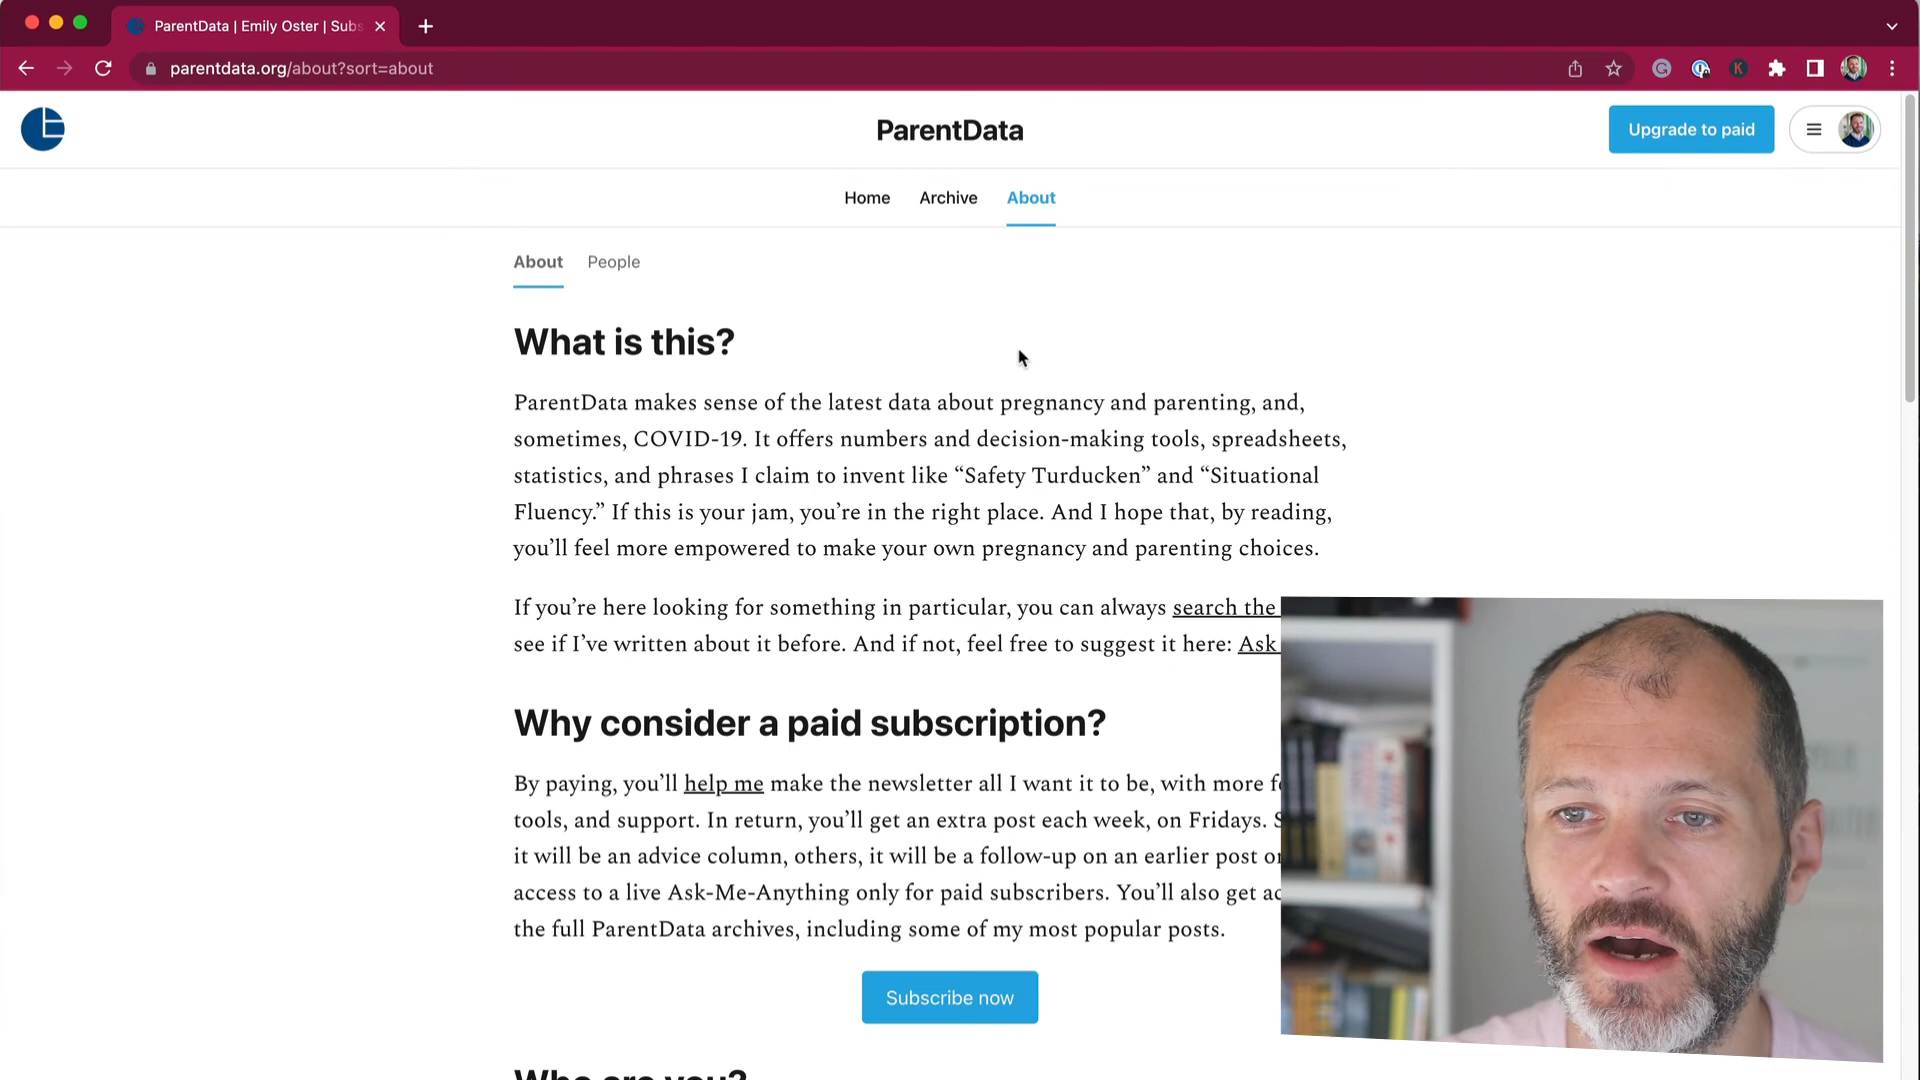 ParentData | Emily Oster | Subs
parentdata.org/about?sort=about
ParentData
Upgrade to paid
Home Archive About
About People
What is this?
ParentData makes sense of the latest data about pregnancy and parenting, and,
sometimes, COVID-19. It offers numbers and decision-making tools, spreadsheets,
statistics, and phrases I claim to invent like “Safety Turducken” and “Situational
Fluency.” If this is your jam, you’re in the right place. And I hope that, by reading,
you’ll feel more empowered to make your own pregnancy and parenting choices.
If you’re here looking for something in particular, you can always search the
see if I’ve written about it before. And if not, feel free to suggest it here: Ask
Why consider a paid subscription?
By paying, you’ll help me make the newsletter all I want it to be, with more
tools, and support. In return, you’ll get an extra post each week, on Fridays.
it will be an advice column, others, it will be a follow-up on an earlier post
access to a live Ask-Me-Anything only for paid subscribers. You’ll also get
the full ParentData archives, including some of my most popular posts.
Subscribe now
Who are you?